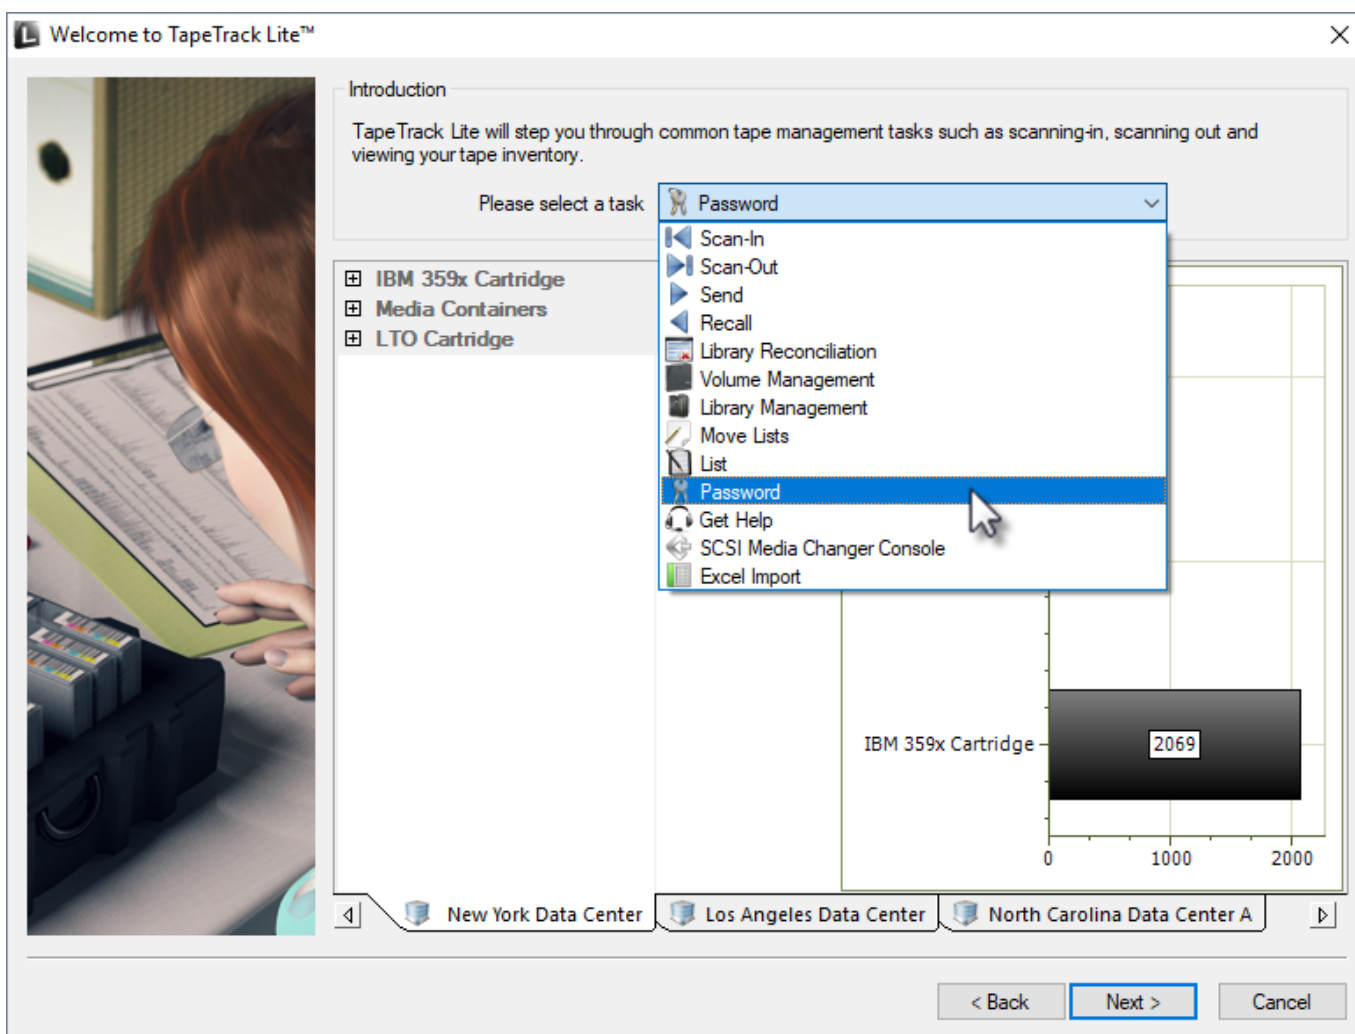 Welcome to TapeTrack Lite™
Introduction
TapeTrack Lite will step you through common tape management tasks such as scanning-in, scanning out and
viewing your tape inventory.
Please select a task
Password
Scan-In
Scan-Out
Send
Recall
Library Reconciliation
Volume Management
Library Management
Move Lists
List
Password
Get Help
SCSI Media Changer Console
Excel Import
IBM 359x Cartridge
Media Containers
LTO Cartridge
IBM 359x Cartridge
2069
0 1000 2000
New York Data Center
Los Angeles Data Center
North Carolina Data Center A
< Back
Next >
Cancel